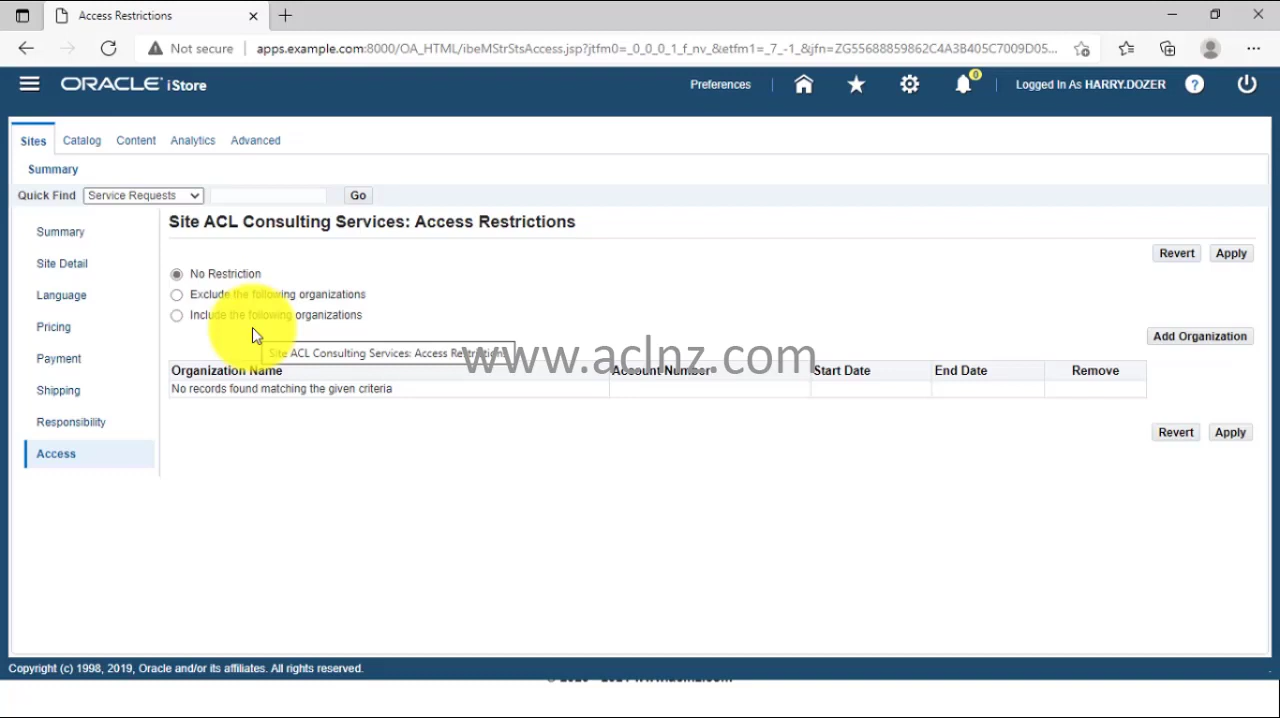 Access Restrictions
Not secure
apps.example.com:8000/OA_HTML/ibeMStrStsAccess.jsp?jtfm0=_0_0_0_1_f_nv_&etfm1=_7_-1_&jfn=ZG55688859862C4A3B405C7009D05...
ORACLE iStore
Preferences
0
Logged In As HARRY.DOZER
?
Sites Catalog Content Analytics Advanced
Summary
Quick Find Service Requests Go
Summary
Site Detail
Language
Pricing
Payment
Shipping
Responsibility
Access
Site ACL Consulting Services: Access Restrictions
Revert Apply
No Restriction
Exclude the following organizations
Include the following organizations
Add Organization
Site ACL Consulting Services: Access Restrictions
www.aclnz.com
Organization Name Account Number Start Date End Date Remove
No records found matching the given criteria
Revert Apply
Copyright (c) 1998, 2019, Oracle and/or its affiliates. All rights reserved.